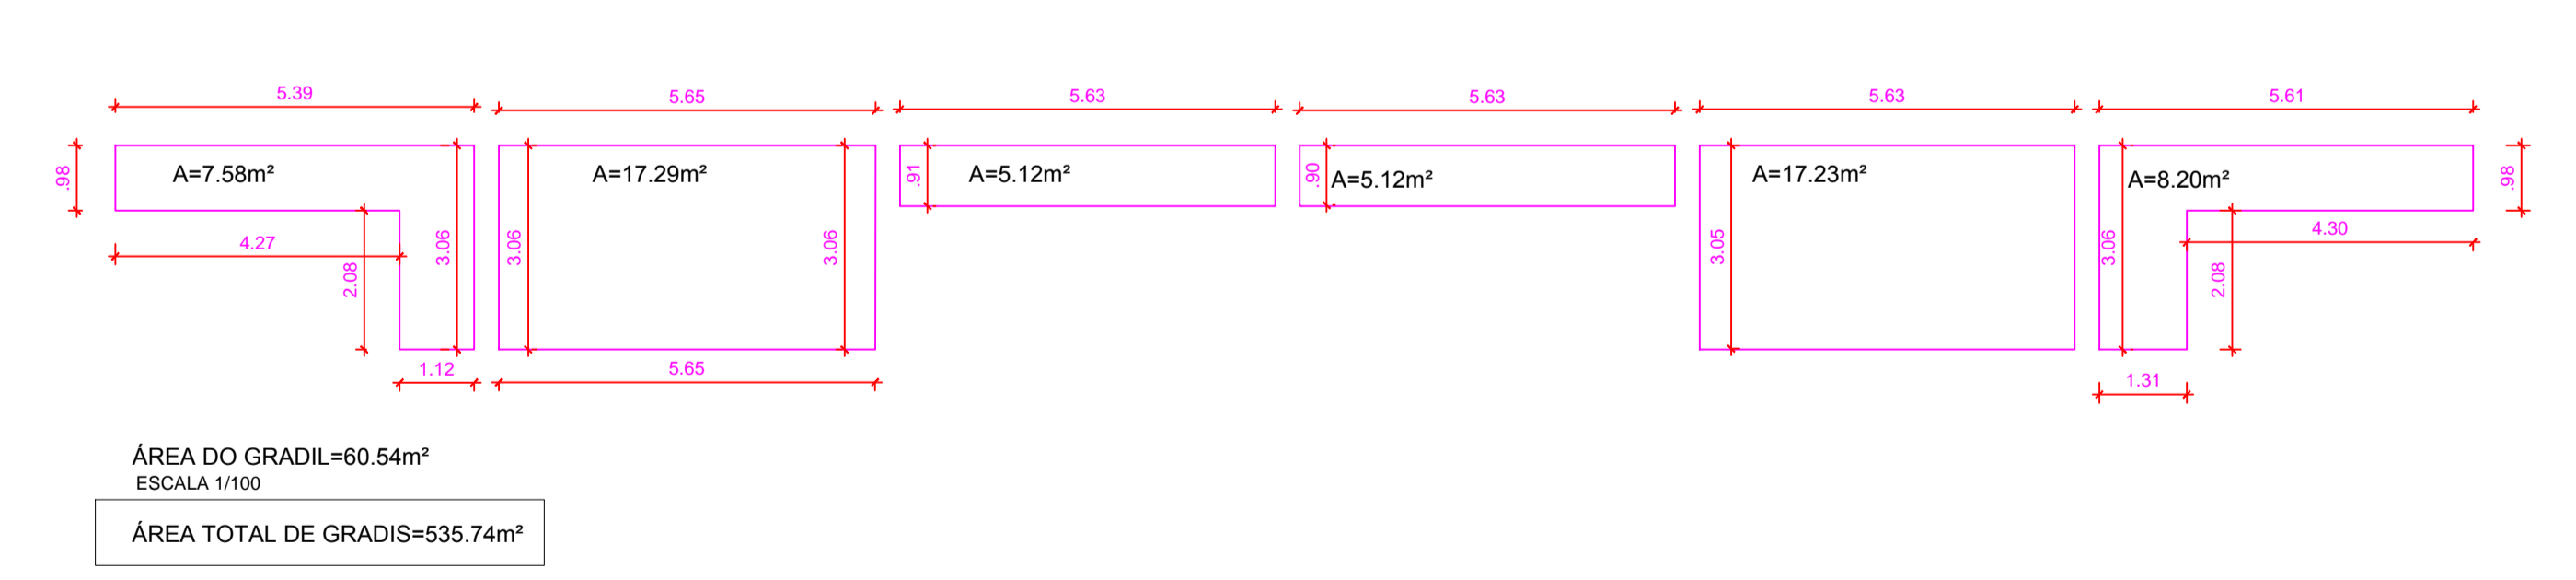 5.39
5.65
5.63
5.63
5.63
5.61
.98
A=7.58m²
4.27
2.08
3.06
1.12
3.06
A=17.29m²
3.06
5.65
.91
A=5.12m²
.90
A=5.12m²
3.05
A=17.23m²
3.06
A=8.20m²
.98
4.30
2.08
1.31
ÁREA DO GRADIL=60.54m²
ESCALA 1/100
ÁREA TOTAL DE GRADIS=535.74m²